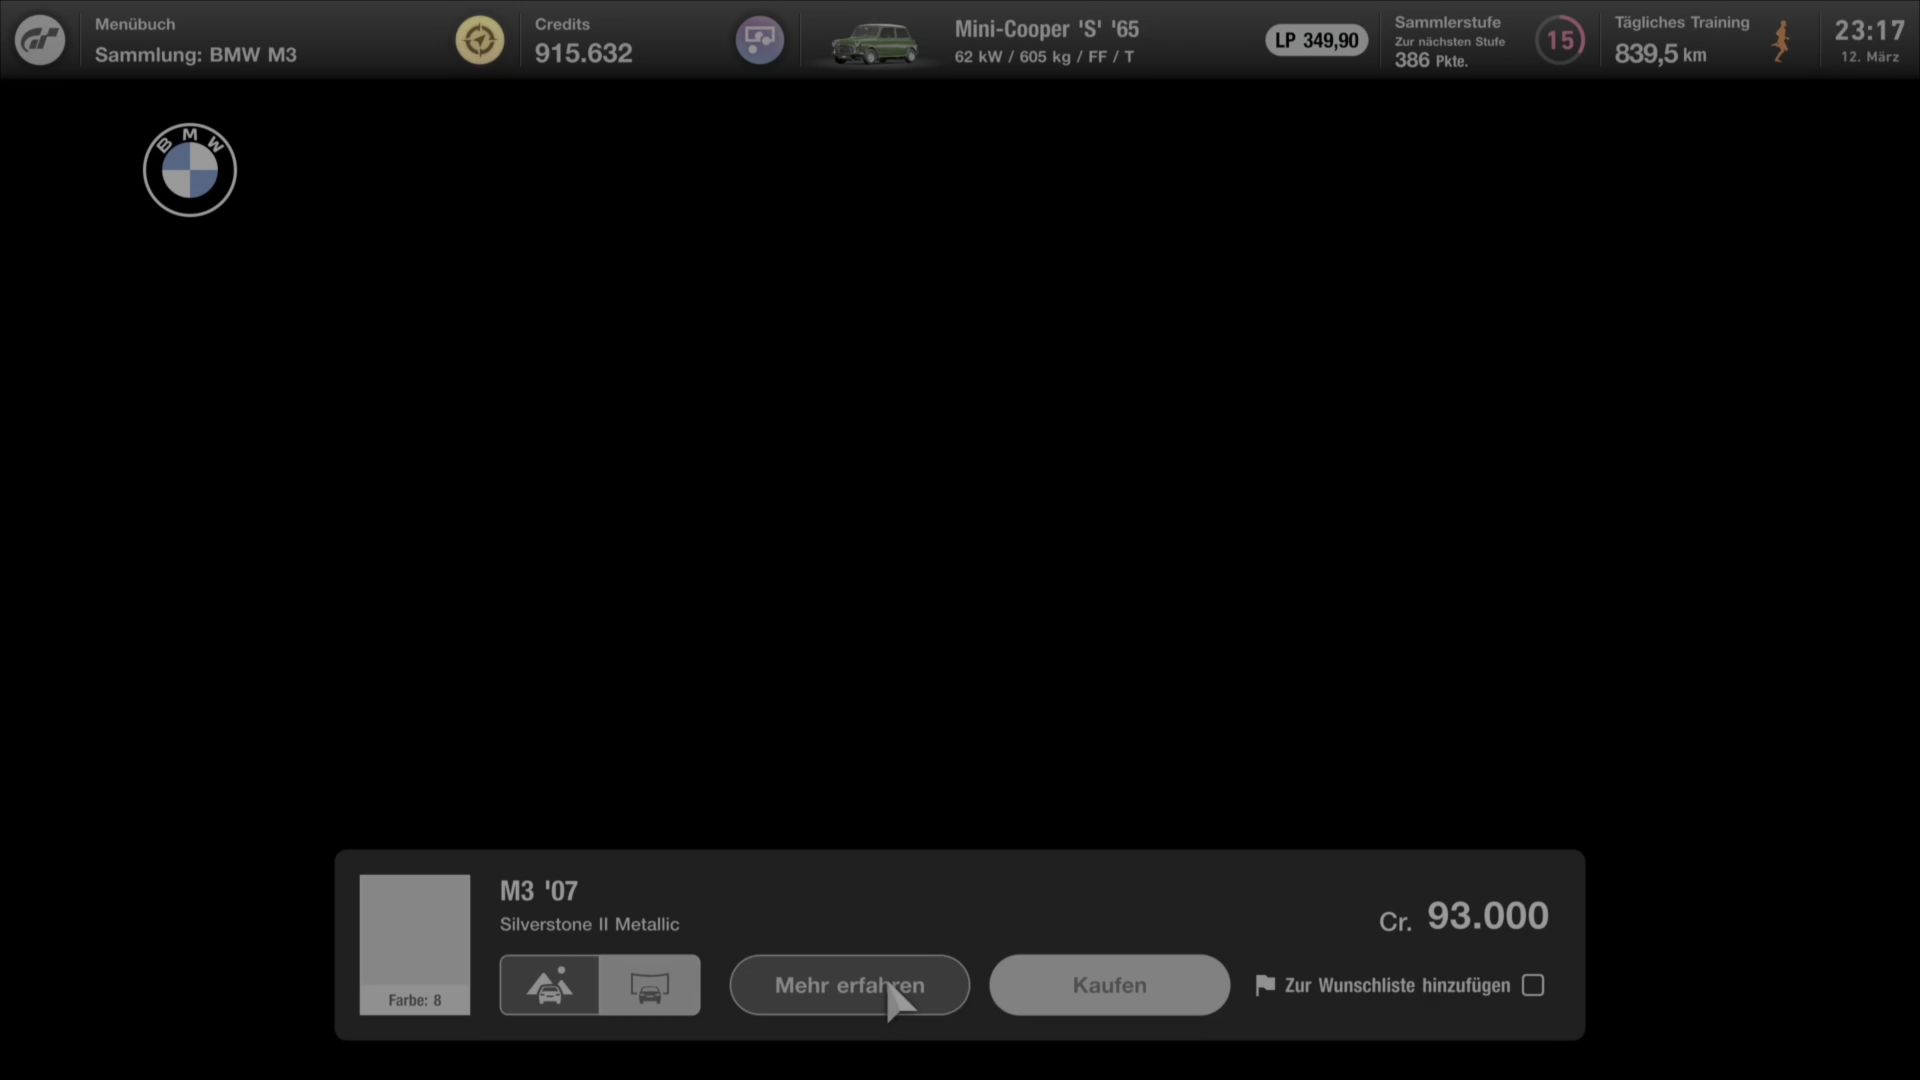 Menübuch
Sammlung: BMW M3
Credits
915.632
Mini-Cooper 'S' '65
62 kW / 605 kg / FF / T
LP 349,90
Sammlerstufe
Zur nächsten Stufe
386 Pkte.
15
Tägliches Training
839,5 km
23:17
12. März
BMW
M3 '07
Silverstone II Metallic
Cr. 93.000
Farbe: 8
Mehr erfahren
Kaufen
Zur Wunschliste hinzufügen